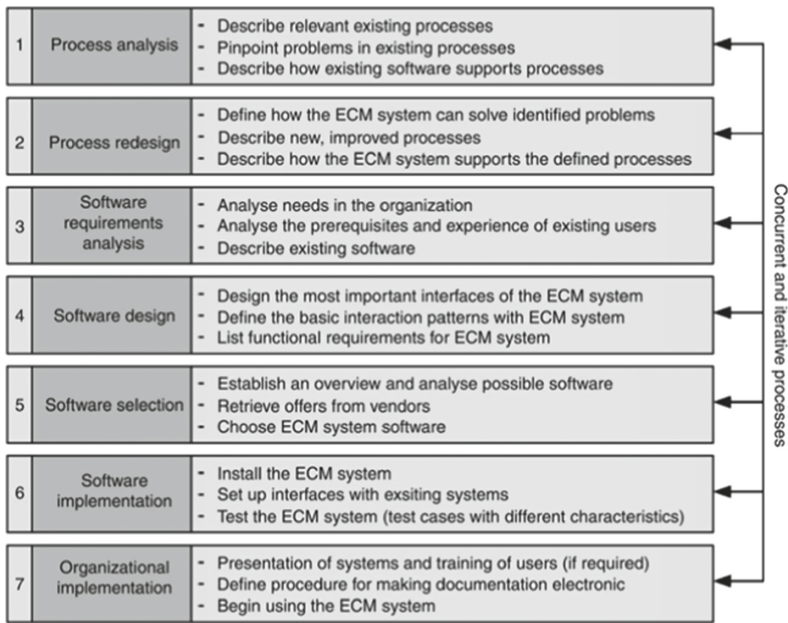 1
Process analysis
- Describe relevant existing processes
- Pinpoint problems in existing processes
- Describe how existing software supports processes
2
Process redesign
- Define how the ECM system can solve identified problems
- Describe new, improved processes
- Describe how the ECM system supports the defined processes
3
Software
requirements
analysis
- Analyse needs in the organization
- Analyse the prerequisites and experience of existing users
- Describe existing software
4
Software design
- Design the most important interfaces of the ECM system
- Define the basic interaction patterns with ECM system
- List functional requirements for ECM system
5
Software selection
- Establish an overview and analyse possible software
- Retrieve offers from vendors
- Choose ECM system software
6
Software
implementation
- Install the ECM system
- Set up interfaces with exsiting systems
- Test the ECM system (test cases with different characteristics)
7
Organizational
implementation
- Presentation of systems and training of users (if required)
- Define procedure for making documentation electronic
- Begin using the ECM system
Concurrent and iterative processes